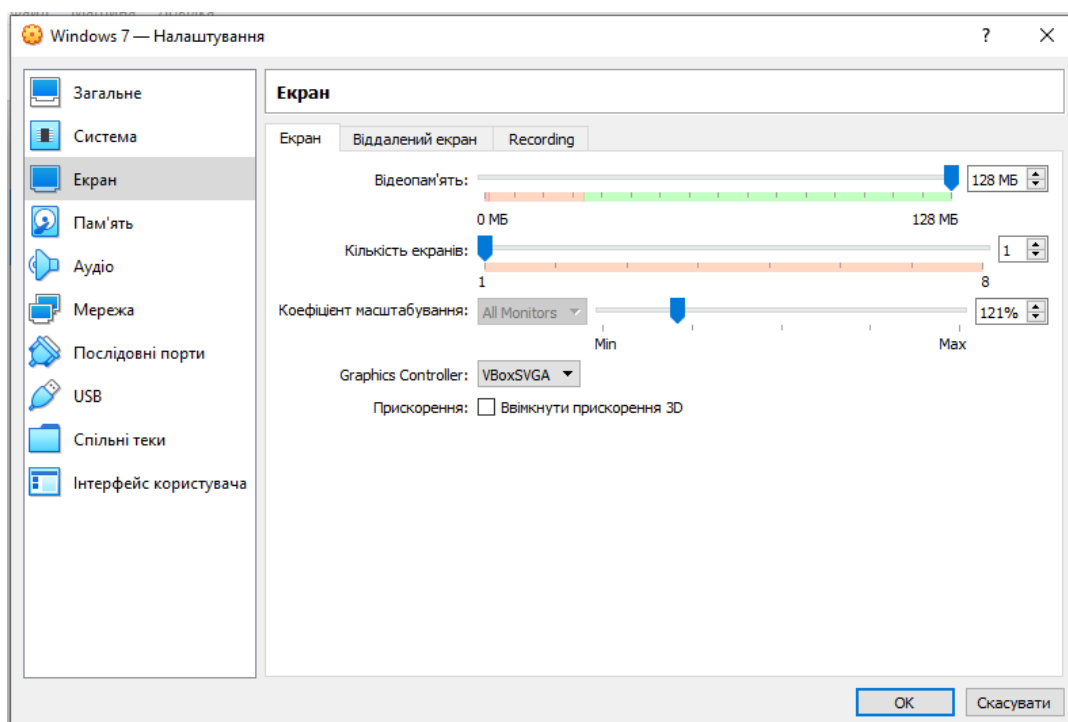 Windows 7 — Налаштування
?
Загальне
Система
Екран
Пам'ять
Аудіо
Мережа
Послідовні порти
USB
Спільні теки
Інтерфейс користувача
Екран
Екран Віддалений екран Recording
Відеопам'ять: 128 МБ
0 МБ 128 МБ
Кількість екранів: 1
1 8
Коефіцієнт масштабування: All Monitors 121%
Min Max
Graphics Controller: VBoxSVGA
Прискорення: Ввімкнути прискорення 3D
OK Скасувати